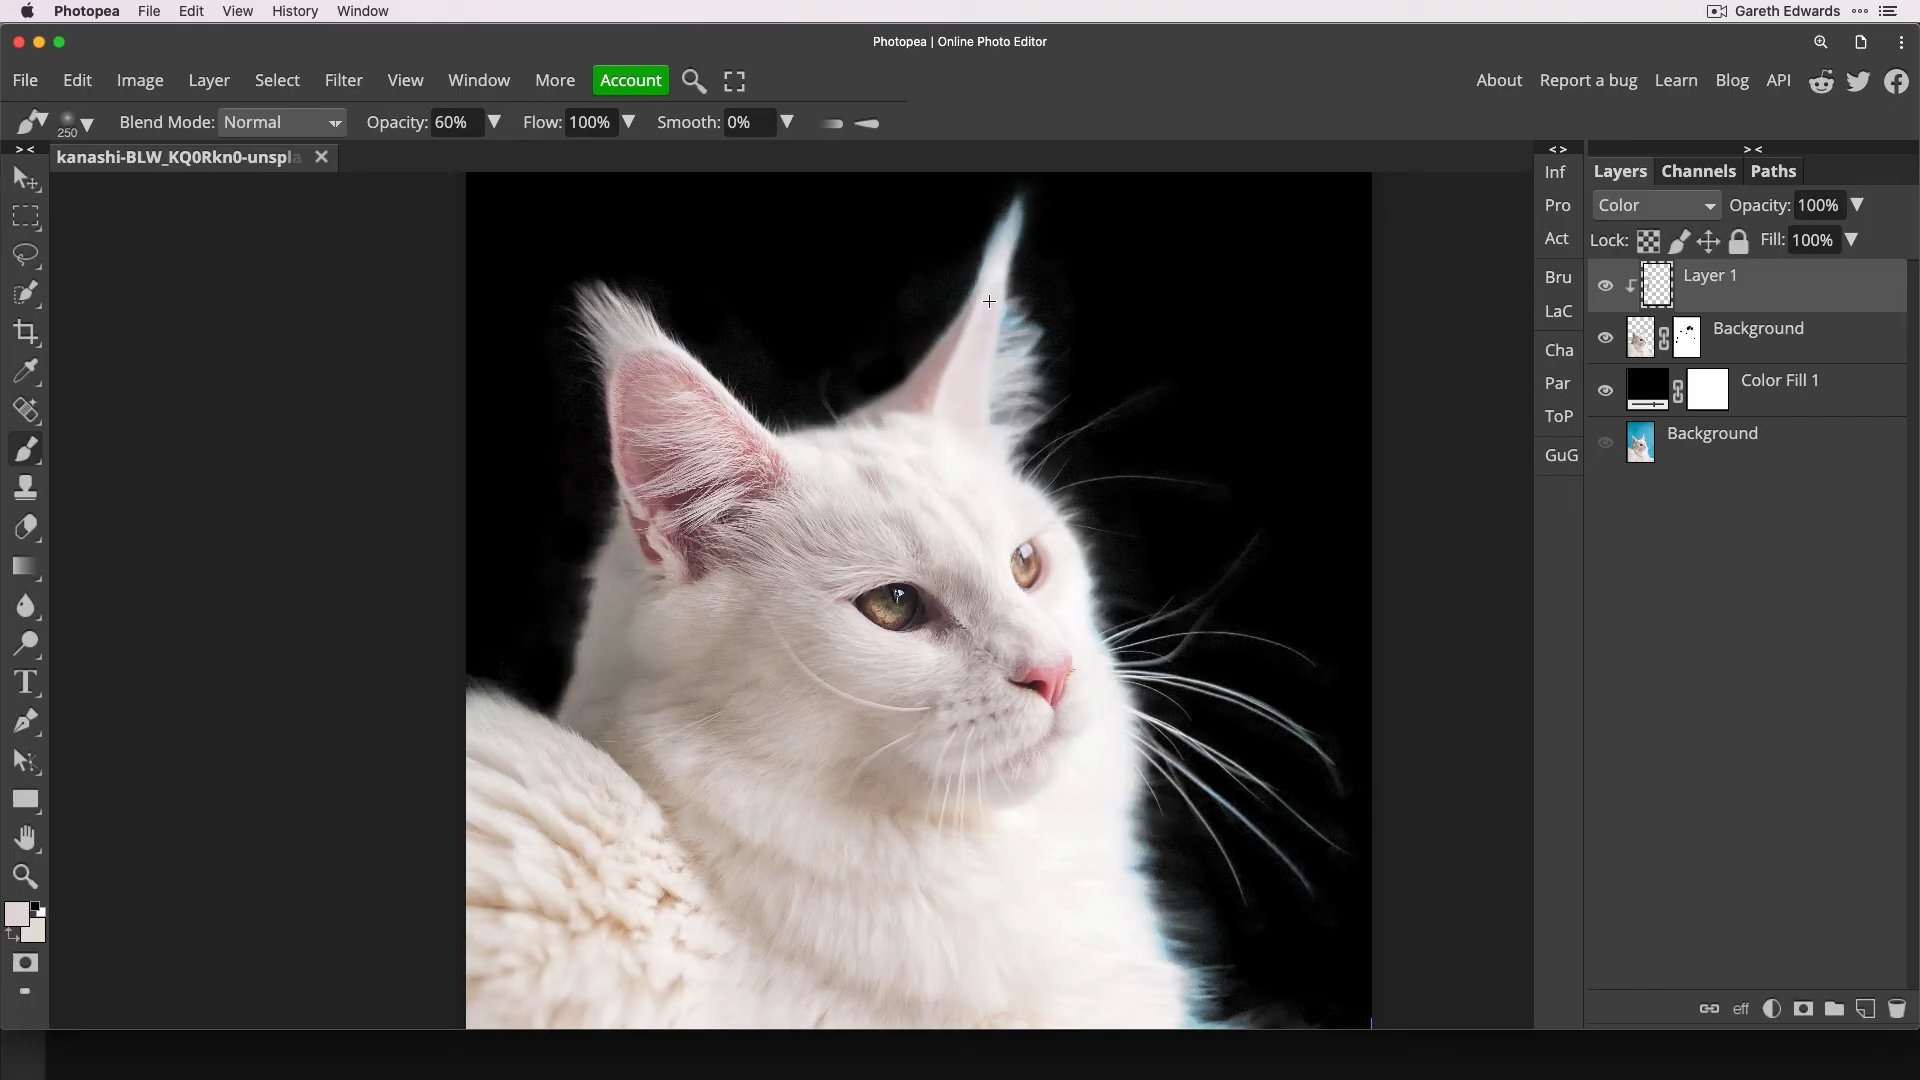 Photopea File Edit View History Window Gareth Edwards
Photopea | Online Photo Editor
File Edit Image Layer Select Filter View Window More Account About Report a bug Learn Blog API
250 Blend Mode: Normal Opacity: 60% Flow: 100% Smooth: 0%
> < kanashi-BLW_KQ0Rkn0-unspla < > > <
Inf Layers Channels Paths
Pro Color Opacity: 100%
Act Lock: Fill: 100%
Bru Layer 1
LaC Background
Cha
Par Color Fill 1
ToP Background
GuG
eff